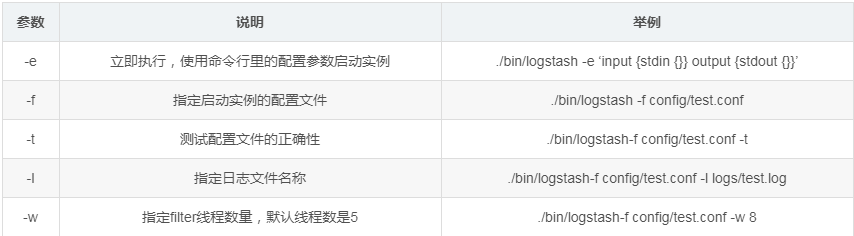 参数 说明 举例
-e 立即执行，使用命令行里的配置参数启动实例 ./bin/logstash -e ‘input {stdin {}} output {stdout {}}’
-f 指定启动实例的配置文件 ./bin/logstash -f config/test.conf
-t 测试配置文件的正确性 ./bin/logstash-f config/test.conf -t
-l 指定日志文件名称 ./bin/logstash-f config/test.conf -l logs/test.log
-w 指定filter线程数量，默认线程数是5 ./bin/logstash-f config/test.conf -w 8